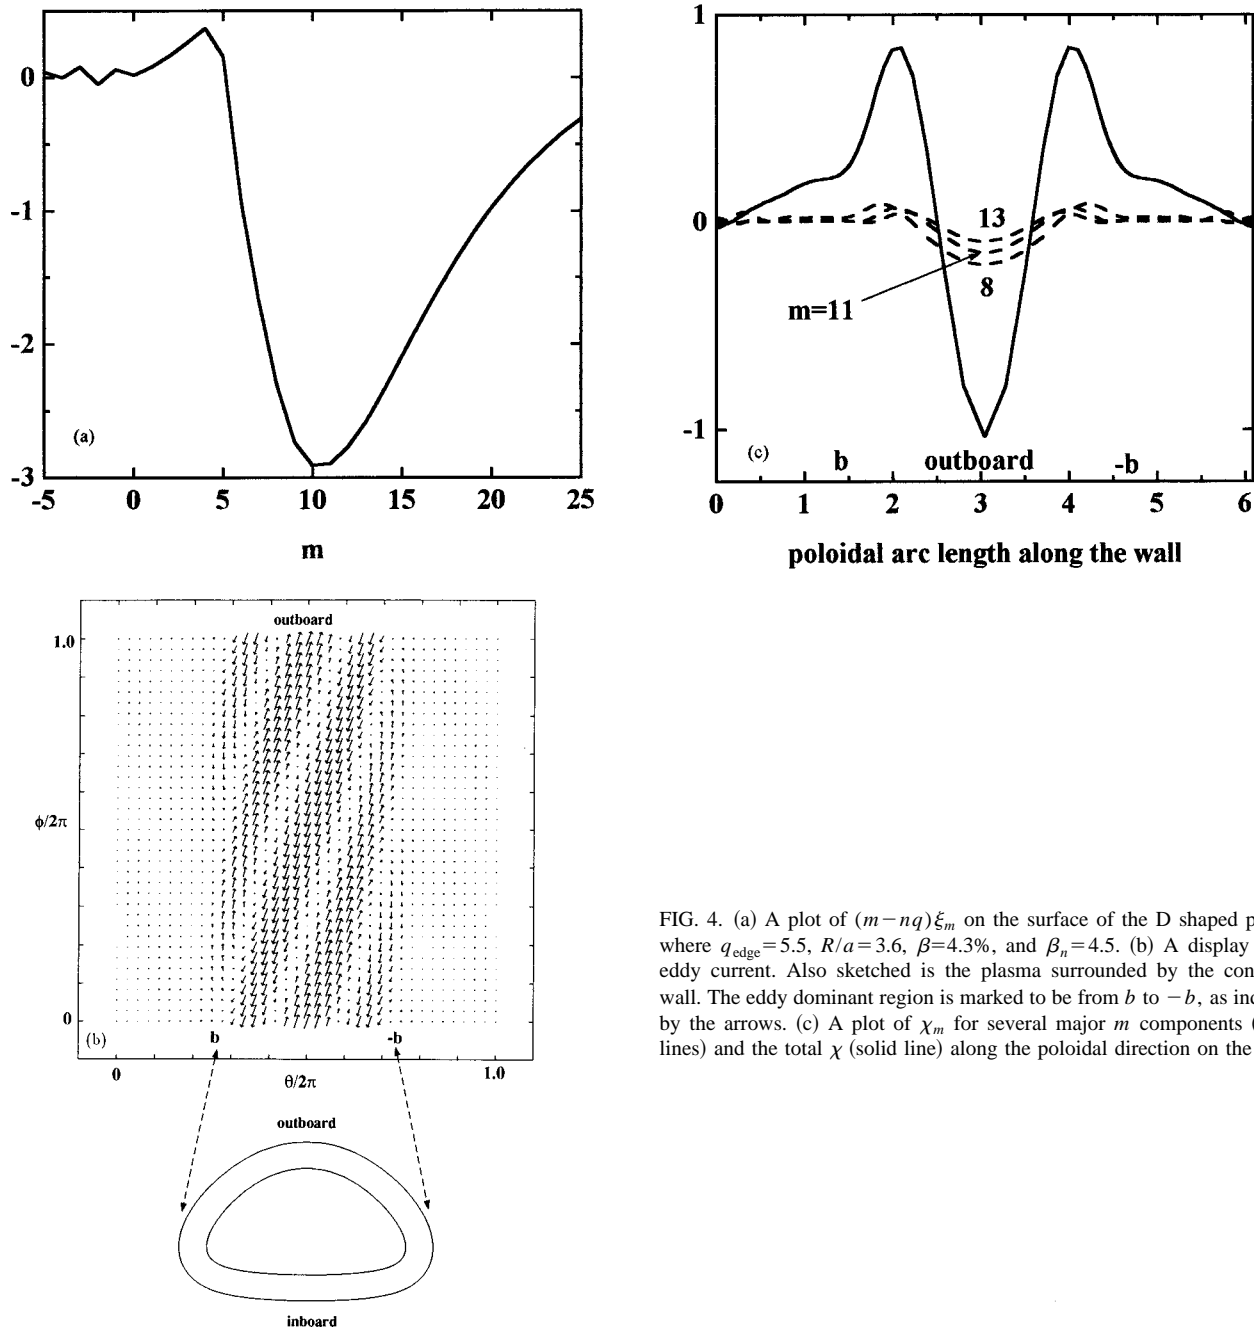 0
-1
-2
-3
(a)
-5 0 5 10 15 20 25
m
1
0
-1
13
8
m=11
(c)
b outboard -b
0 1 2 3 4 5 6
poloidal arc length along the wall
outboard
1.0
ϕ/2π
0
(b)
b -b
0 θ/2π 1.0
outboard
inboard
FIG. 4. (a) A plot of (m−nq)ξm on the surface of the D shaped p
where qedge=5.5, R/a=3.6, β=4.3%, and βn=4.5. (b) A display
eddy current. Also sketched is the plasma surrounded by the con
wall. The eddy dominant region is marked to be from b to −b, as inc
by the arrows. (c) A plot of χm for several major m components (
lines) and the total χ (solid line) along the poloidal direction on the